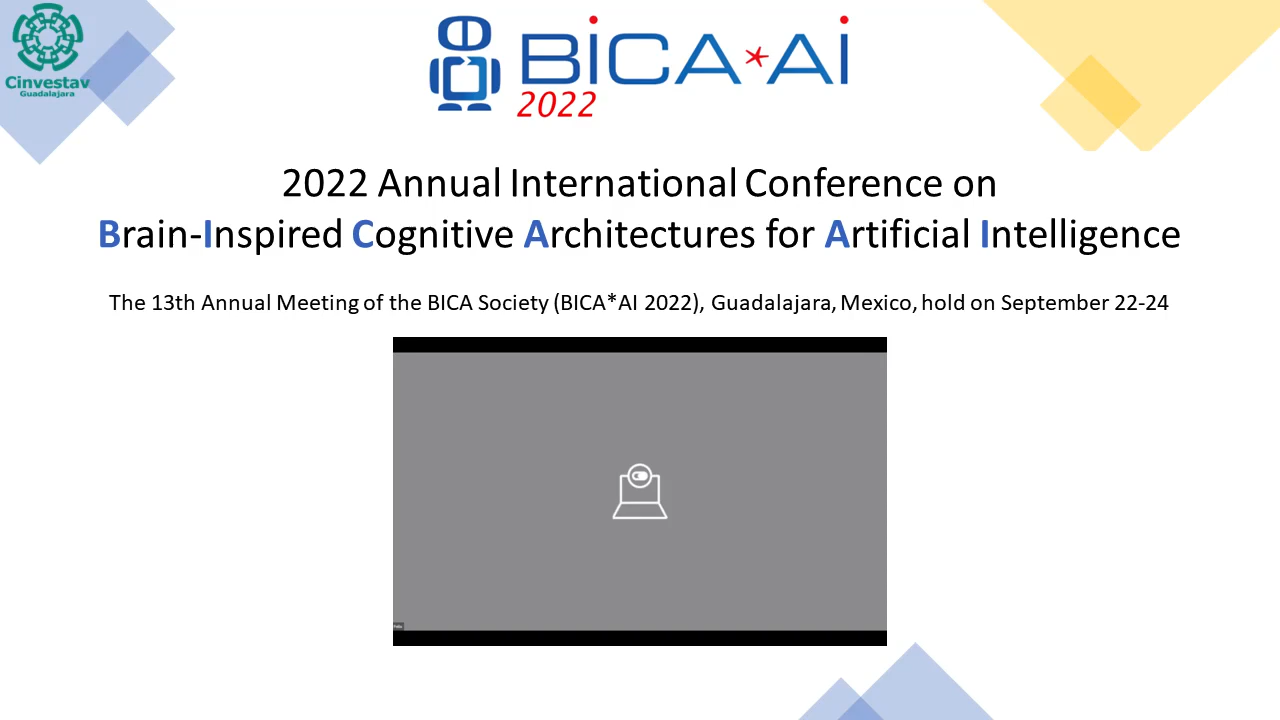 Cinvestav
Guadalajara
BiCA*Ai
2022
2022 Annual International Conference on
Brain-Inspired Cognitive Architectures for Artificial Intelligence
The 13th Annual Meeting of the BICA Society (BICA*AI 2022), Guadalajara, Mexico, hold on September 22-24